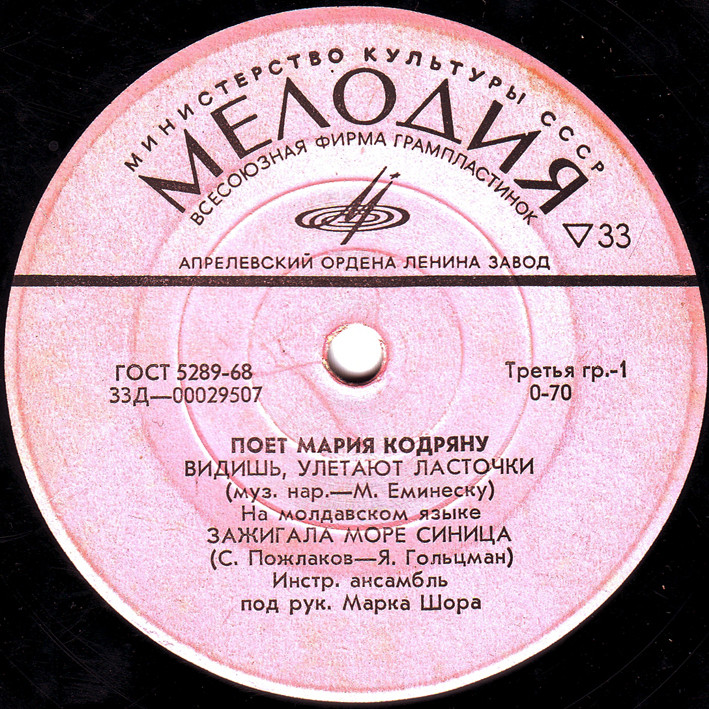 МИНИСТЕРСТВО КУЛЬТУРЫ СССР
МЕЛОДИЯ
ВСЕСОЮЗНАЯ ФИРМА ГРАМПЛАСТИНОК
▽33
АПРЕЛЕВСКИЙ ОРДЕНА ЛЕНИНА ЗАВОД
ГОСТ 5289-68
33Д—00029507
Третья гр.-1
0-70
ПОЕТ МАРИЯ КОДРЯНУ
ВИДИШЬ, УЛЕТАЮТ ЛАСТОЧКИ
(муз. нар.—М. Еминеску)
На молдавском языке
ЗАЖИГАЛА МОРЕ СИНИЦА
(С. Пожлаков—Я. Гольцман)
Инстр. ансамбль
под рук. Марка Шора